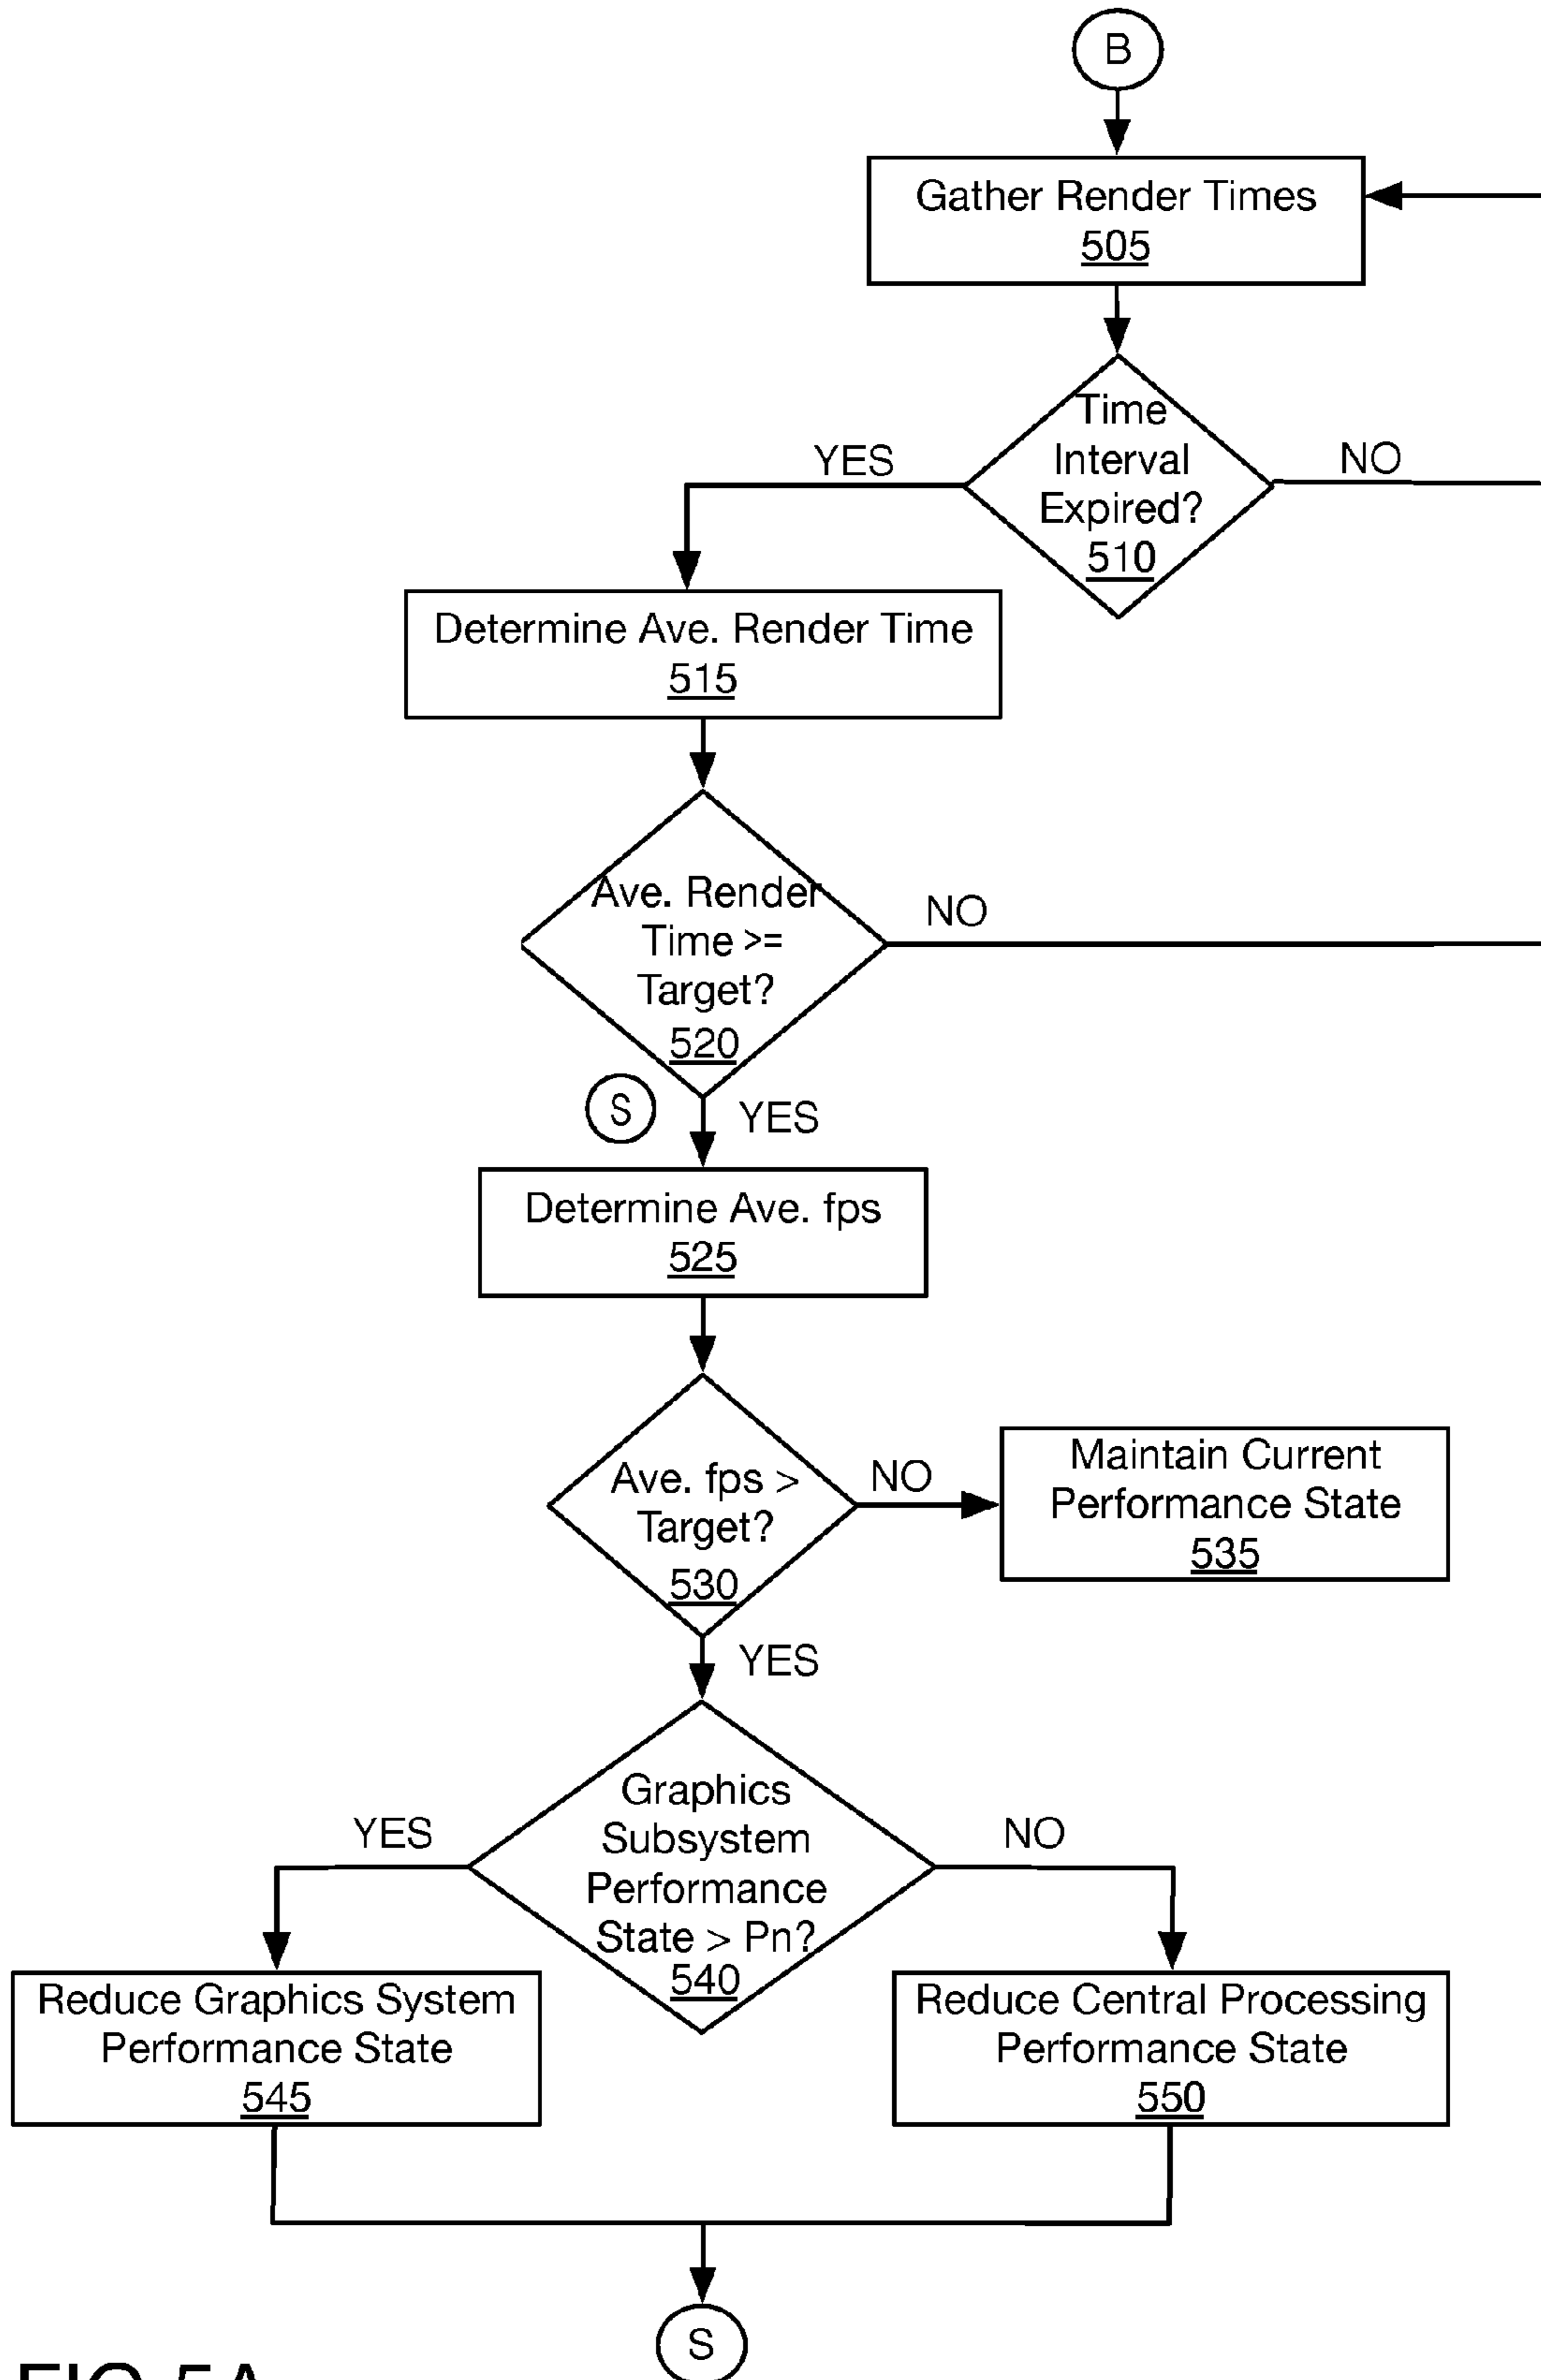 B
Gather Render Times
505
Time
Interval
Expired?
510
YES
NO
Determine Ave. Render Time
515
Ave. Render
Time >=
Target?
520
NO
S
YES
Determine Ave. fps
525
Ave. fps >
Target?
530
NO
Maintain Current
Performance State
535
YES
Graphics
Subsystem
Performance
State > Pn?
540
YES
NO
Reduce Graphics System
Performance State
545
Reduce Central Processing
Performance State
550
S
FIG 5A